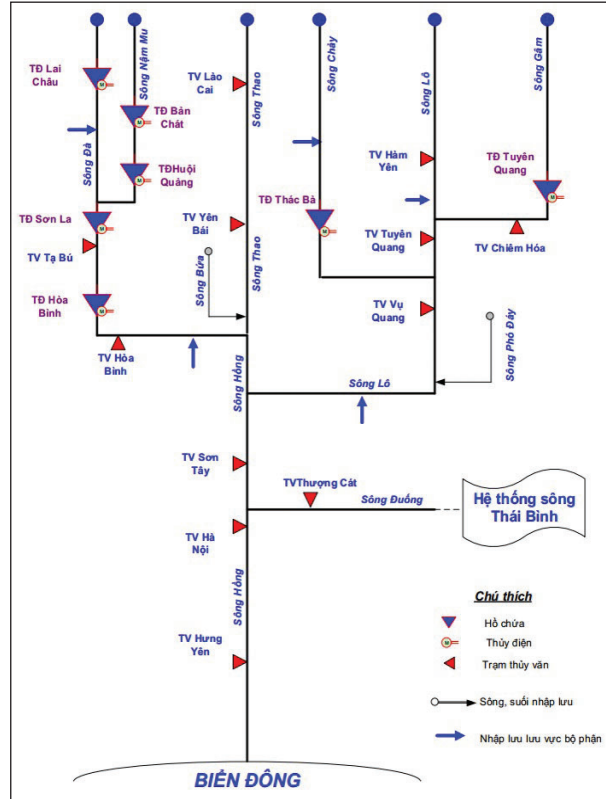 TĐ Lai
Châu
Sông Nậm Mu
TĐ Bản
Chát
TĐHuội
Quảng
Sông Đà
TĐ Sơn La
TV Tạ Bú
TĐ Hòa
Bình
TV Hòa
Bình
TV Lào
Cai
Sông Thao
TV Yên
Bái
Sông Thao
Sông Bứa
Sông Chảy
TĐ Thác Bà
Sông Lô
TV Hàm
Yên
TV Tuyên
Quang
TV Vụ
Quang
Sông Gâm
TĐ Tuyên
Quang
TV Chiêm Hóa
Sông Phó Đáy
Sông Hồng
Sông Lô
TV Sơn
Tây
TVThượng Cát
Sông Đuống
Hệ thống sông
Thái Bình
TV Hà
Nội
Sông Hồng
TV Hưng
Yên
BIỂN ĐÔNG
Chú thích
Hồ chứa
M
Thủy điện
Trạm thủy văn
Sông, suối nhập lưu
Nhập lưu lưu vực bộ phận